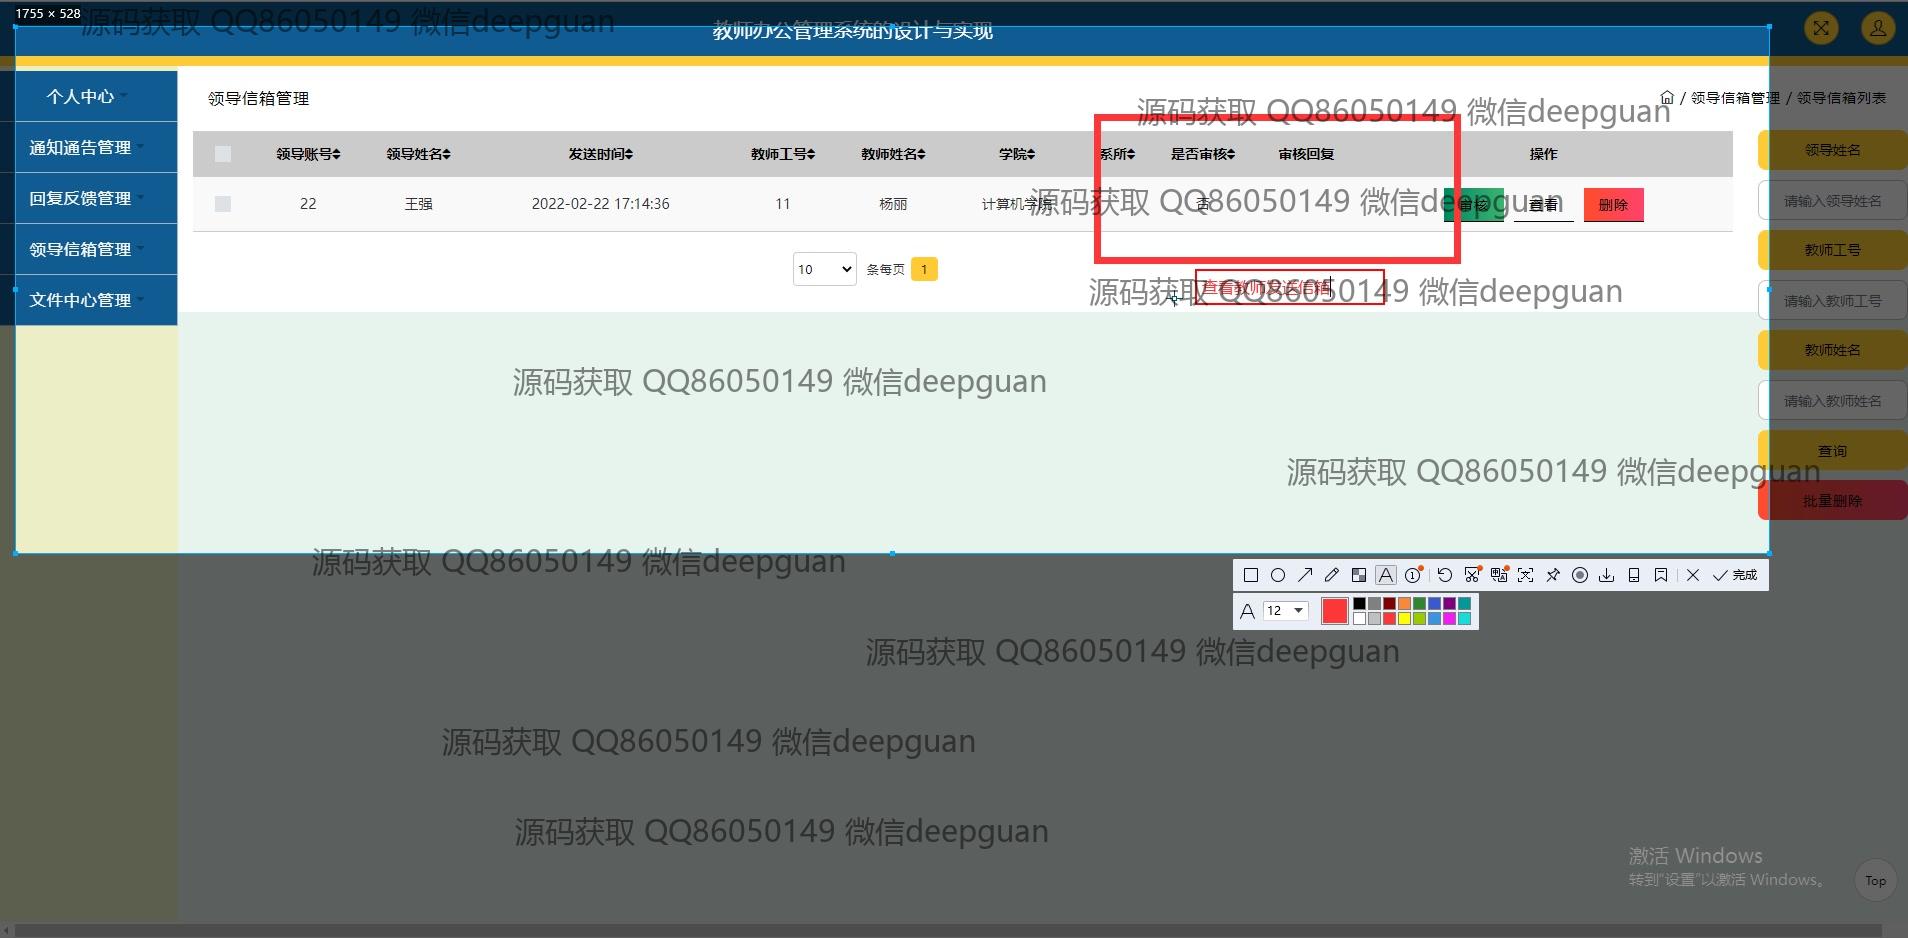 1755 × 528
源码获取 QQ86050149 微信deepguan
教师办公管理系统的设计与实现
个人中心
通知通告管理
回复反馈管理
领导信箱管理
文件中心管理
领导信箱管理
/ 领导信箱管理 / 领导信箱列表
源码获取 QQ86050149 微信deepguan
领导账号 领导姓名 发送时间 教师工号 教师姓名 学院 系所 是否审核 审核回复 操作
22 王强 2022-02-22 17:14:36 11 杨丽 计算机学院 否 审核 查看 删除
源码获取 QQ86050149 微信deepguan
10 条每页 1
查看教师发送信箱
源码获取 QQ86050149 微信deepguan
领导姓名
请输入领导姓名
教师工号
请输入教师工号
教师姓名
请输入教师姓名
查询
批量删除
源码获取 QQ86050149 微信deepguan
源码获取 QQ86050149 微信deepguan
源码获取 QQ86050149 微信deepguan
完成
A 12
源码获取 QQ86050149 微信deepguan
源码获取 QQ86050149 微信deepguan
源码获取 QQ86050149 微信deepguan
激活 Windows
转到“设置”以激活 Windows。
Top